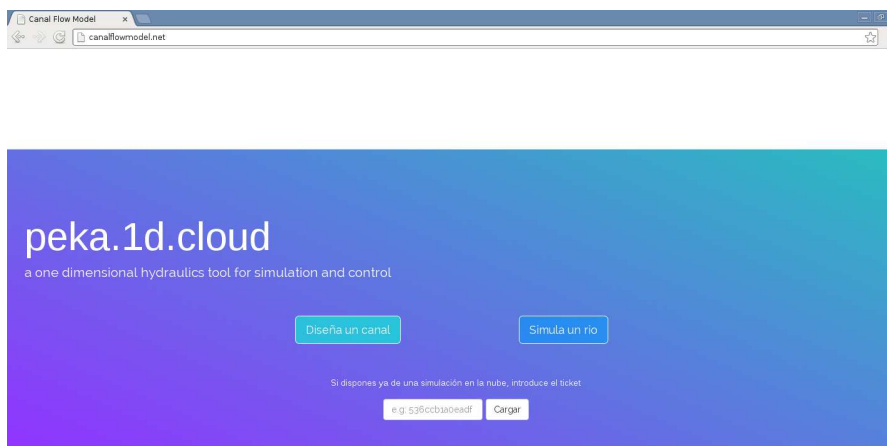 Canal Flow Model
canalflowmodel.net
peka.1d.cloud
a one dimensional hydraulics tool for simulation and control
Diseña un canal
Simula un rio
Si dispones ya de una simulación en la nube, introduce el ticket
e.g: 536ccb1a0eadf
Cargar